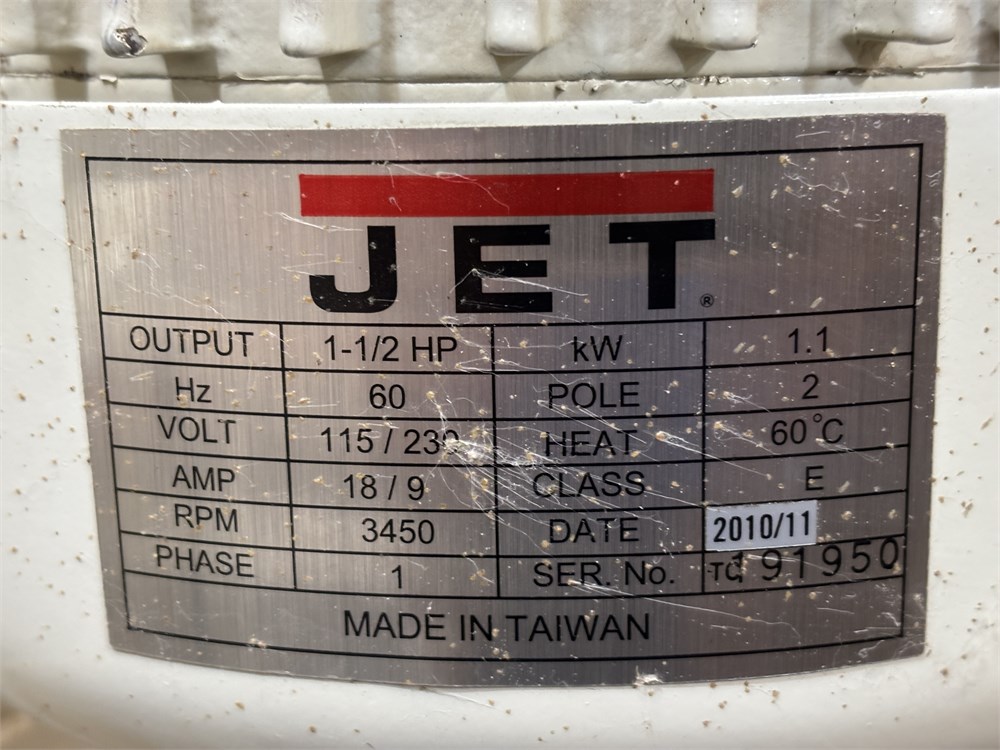 JET®
OUTPUT 1-1/2 HP kW 1.1
Hz 60 POLE 2
VOLT 115 / 230 HEAT 60°C
AMP 18 / 9 CLASS E
RPM 3450 DATE 2010/11
PHASE 1 SER. No. 191950
MADE IN TAIWAN